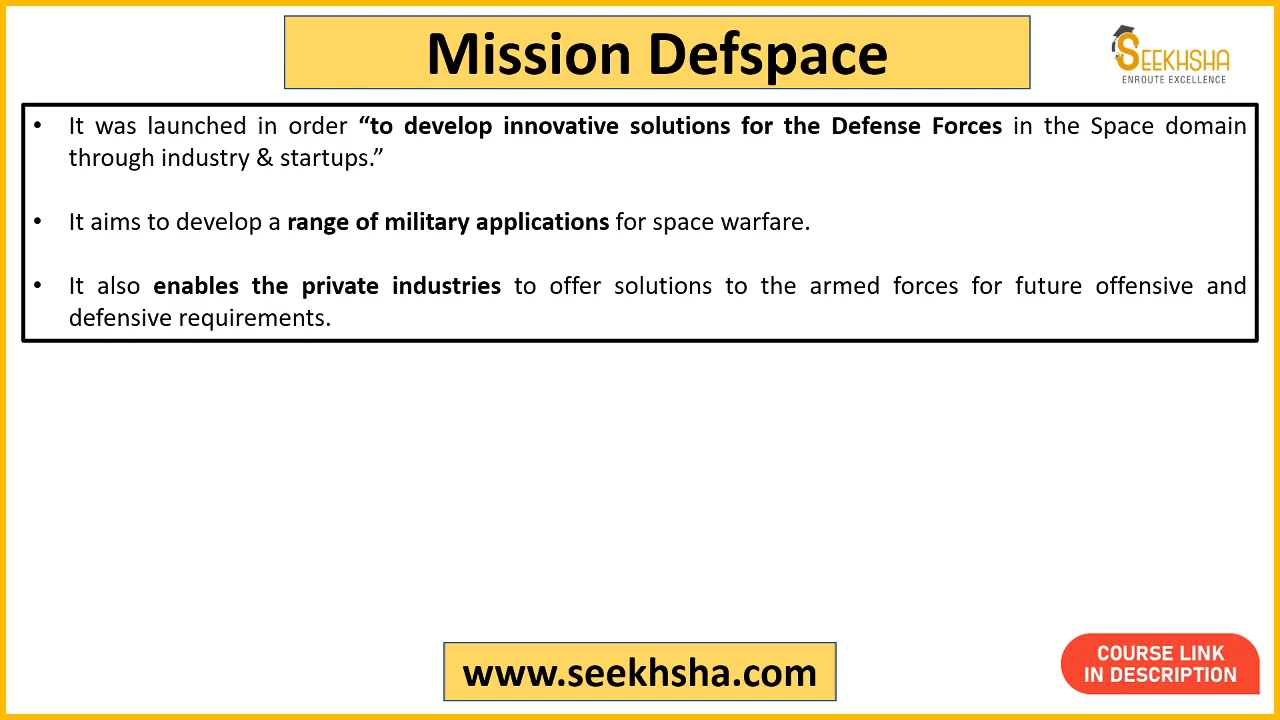 Mission Defspace
SEEKHSHA
ENROUTE EXCELLENCE
• It was launched in order “to develop innovative solutions for the Defense Forces in the Space domain
through industry & startups.”
• It aims to develop a range of military applications for space warfare.
• It also enables the private industries to offer solutions to the armed forces for future offensive and
defensive requirements.
www.seekhsha.com
COURSE LINK
IN DESCRIPTION